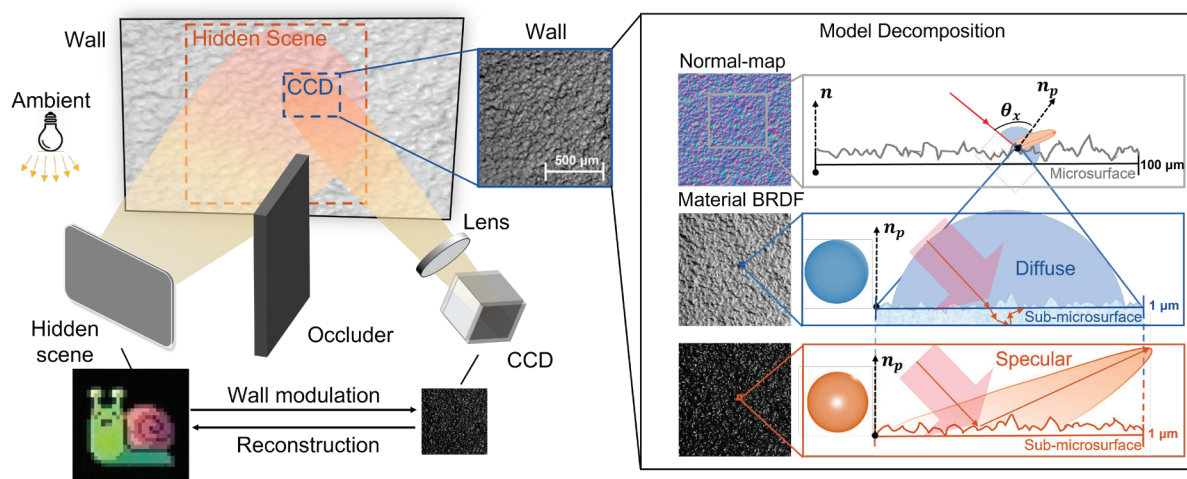 Wall
Hidden Scene
CCD
Ambient
Wall
500 μm
Lens
Hidden
scene
Occluder
CCD
Wall modulation
Reconstruction
Model Decomposition
Normal-map
n
n_p
θ_x
100 μm
Microsurface
Material BRDF
n_p
Diffuse
1 μm
Sub-microsurface
n_p
Specular
1 μm
Sub-microsurface